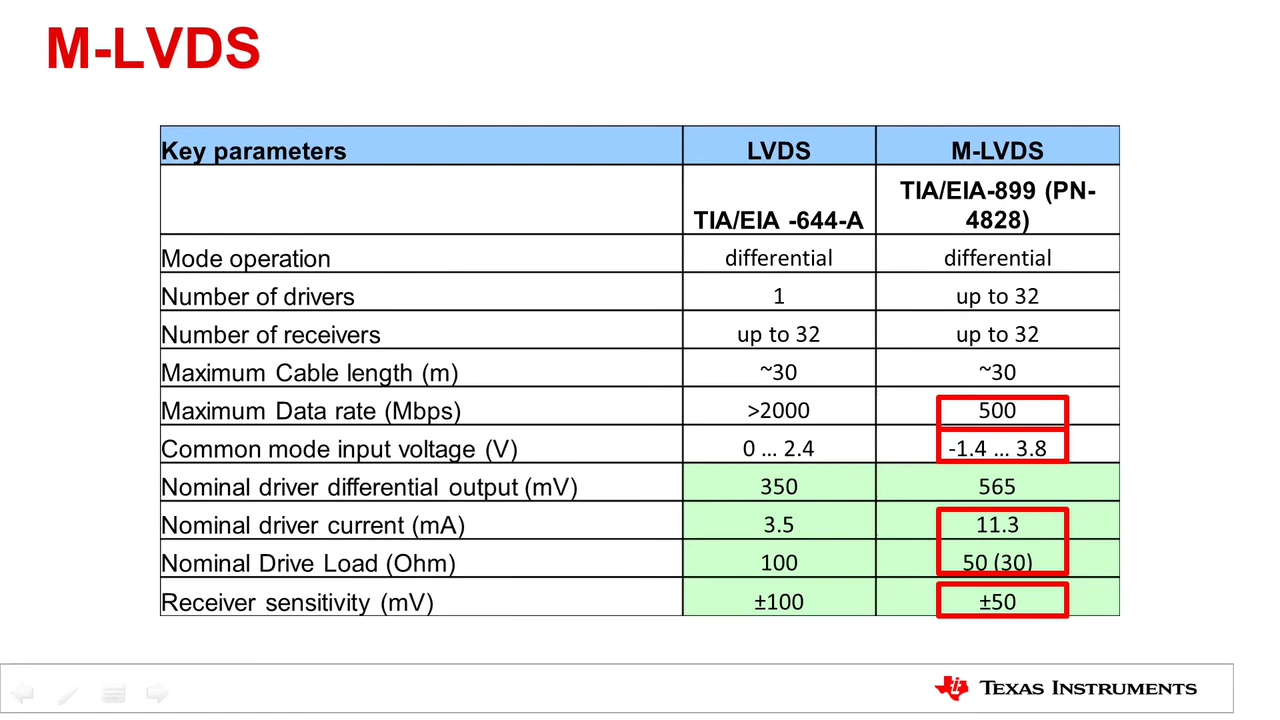 M-LVDS
Key parameters LVDS M-LVDS
TIA/EIA -644-A TIA/EIA-899 (PN-
4828)
Mode operation differential differential
Number of drivers 1 up to 32
Number of receivers up to 32 up to 32
Maximum Cable length (m) ~30 ~30
Maximum Data rate (Mbps) >2000 500
Common mode input voltage (V) 0 … 2.4 -1.4 … 3.8
Nominal driver differential output (mV) 350 565
Nominal driver current (mA) 3.5 11.3
Nominal Drive Load (Ohm) 100 50 (30)
Receiver sensitivity (mV) ±100 ±50
TEXAS INSTRUMENTS